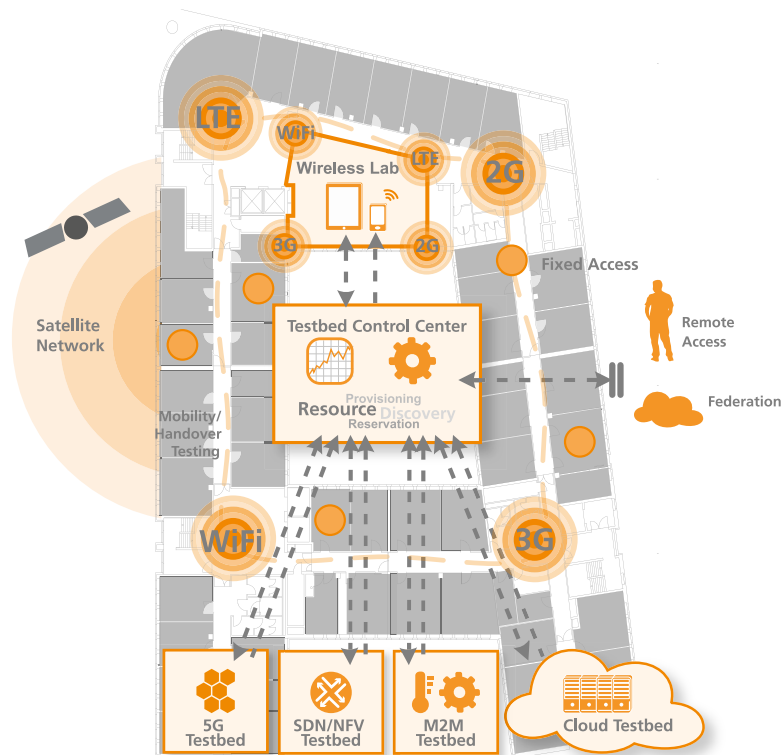 LTE
WiFi
LTE
2G
Wireless Lab
3G
2G
Fixed Access
Satellite
Network
Testbed Control Center
Remote
Access
Provisioning
Resource Discovery
Reservation
Federation
Mobility/
Handover
Testing
WiFi
3G
5G
Testbed
SDN/NFV
Testbed
M2M
Testbed
Cloud Testbed